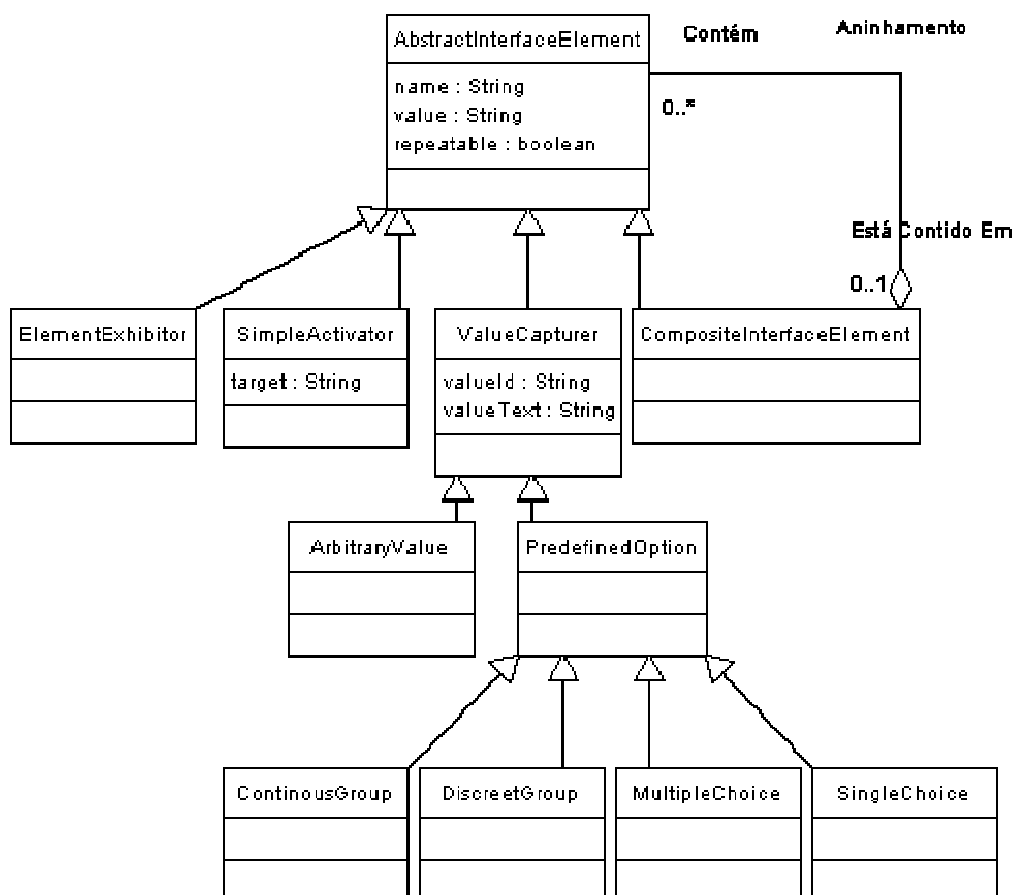 AbstractInterfaceElement
Contém
Aninhamento
name : String
value : String
repeatable : boolean
0..*
Está Contido Em
0..1
ElementExhibitor
SimpleActivator
target : String
ValueCapturer
valueId : String
valueText : String
CompositeInterfaceElement
ArbitraryValue
PredefinedOption
ContinousGroup
DiscreetGroup
MultipleChoice
SingleChoice